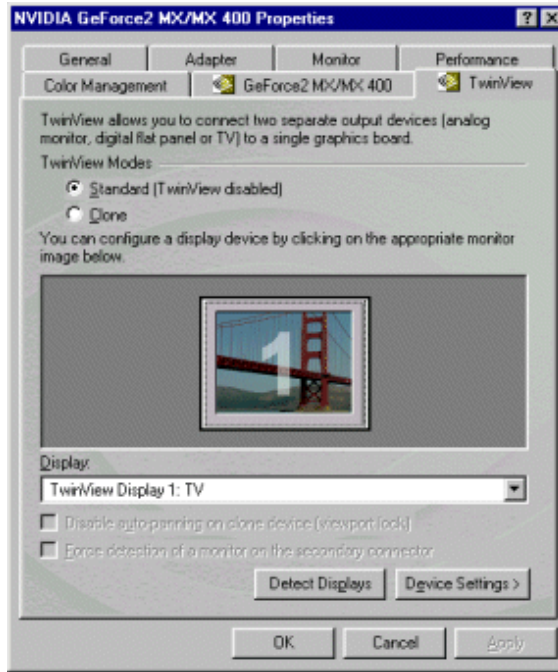 NVIDIA GeForce2 MX/MX 400 Properties
General Adapter Monitor Performance
Color Management GeForce2 MX/MX 400 TwinView
TwinView allows you to connect two separate output devices (analog
monitor, digital flat panel or TV) to a single graphics board.
TwinView Modes
Standard (TwinView disabled)
Clone
You can configure a display device by clicking on the appropriate monitor
image below.
1
Display:
TwinView Display 1: TV
Disable auto-panning on clone device (viewport lock)
Force detection of a monitor on the secondary connector
Detect Displays Device Settings >
OK Cancel Apply